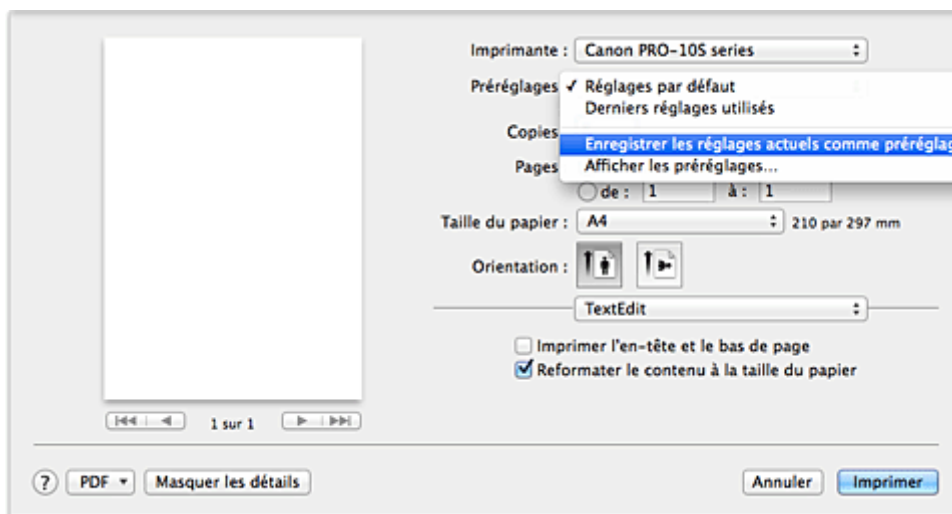 Imprimante : Canon PRO-10S series
Préréglages ✓ Réglages par défaut
Derniers réglages utilisés
Copies
Enregistrer les réglages actuels comme préréglag
Pages
Afficher les préréglages...
de : 1 à : 1
Taille du papier : A4 210 par 297 mm
Orientation :
TextEdit
Imprimer l'en-tête et le bas de page
Reformater le contenu à la taille du papier
1 sur 1
? PDF Masquer les détails Annuler Imprimer